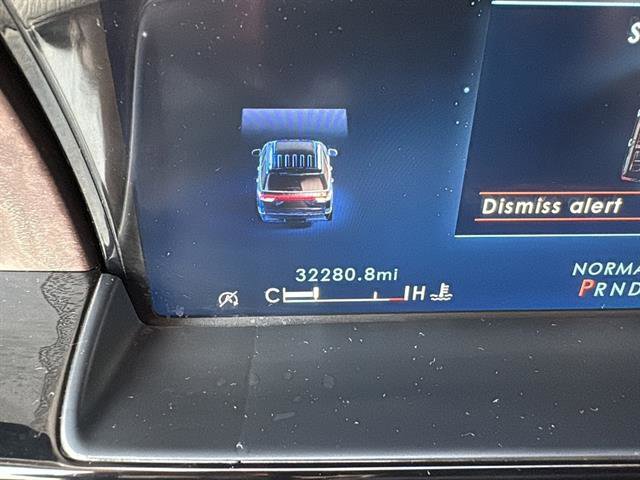 S
Dismiss alert
32280.8mi
NORMA
C H
PRND